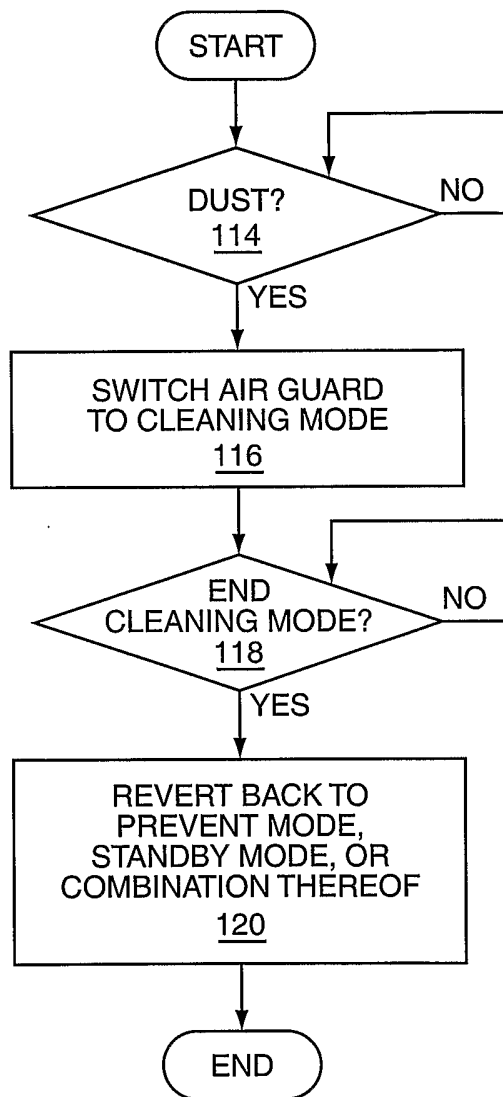 START
DUST?
114
NO
YES
SWITCH AIR GUARD
TO CLEANING MODE
116
END
CLEANING MODE?
118
NO
YES
REVERT BACK TO
PREVENT MODE,
STANDBY MODE, OR
COMBINATION THEREOF
120
END